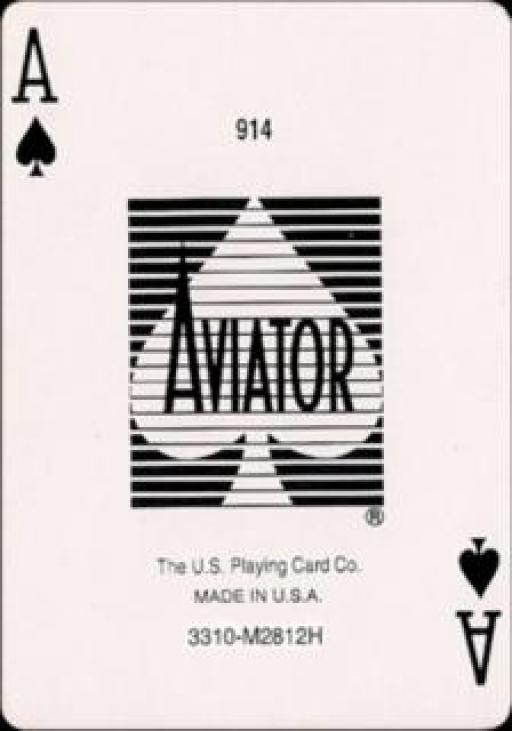 A
914
AVIATOR
®
The U.S. Playing Card Co.
MADE IN U.S.A.
3310-M2812H
A